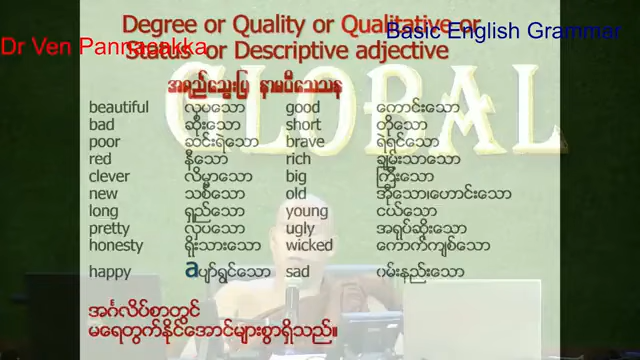 Degree or Quality or Qualitative or
Basic English Grammar
Dr Ven Pannacakka
Status or Descriptive adjective
အရည်သွေးပြ နာမဝိသေသန
GLOBAL
beautiful လှပသော good ကောင်းသော
bad ဆိုးသော short တိုသော
poor ဆင်းရဲသော brave ရဲရင့်သော
red နီသော rich ချမ်းသာသော
clever လိမ္မာသော big ကြီးသော
new သစ်သော old အိုသော၊ဟောင်းသော
long ရှည်သော young ငယ်သော
pretty လှပသော ugly အရုပ်ဆိုးသော
honesty ရိုးသားသော wicked ကောက်ကျစ်သော
happy aပျော်ရွှင်သော sad ဝမ်းနည်းသော
အင်္ဂလိပ်စာတွင်
မရေတွက်နိုင်အောင်များစွာရှိသည်။